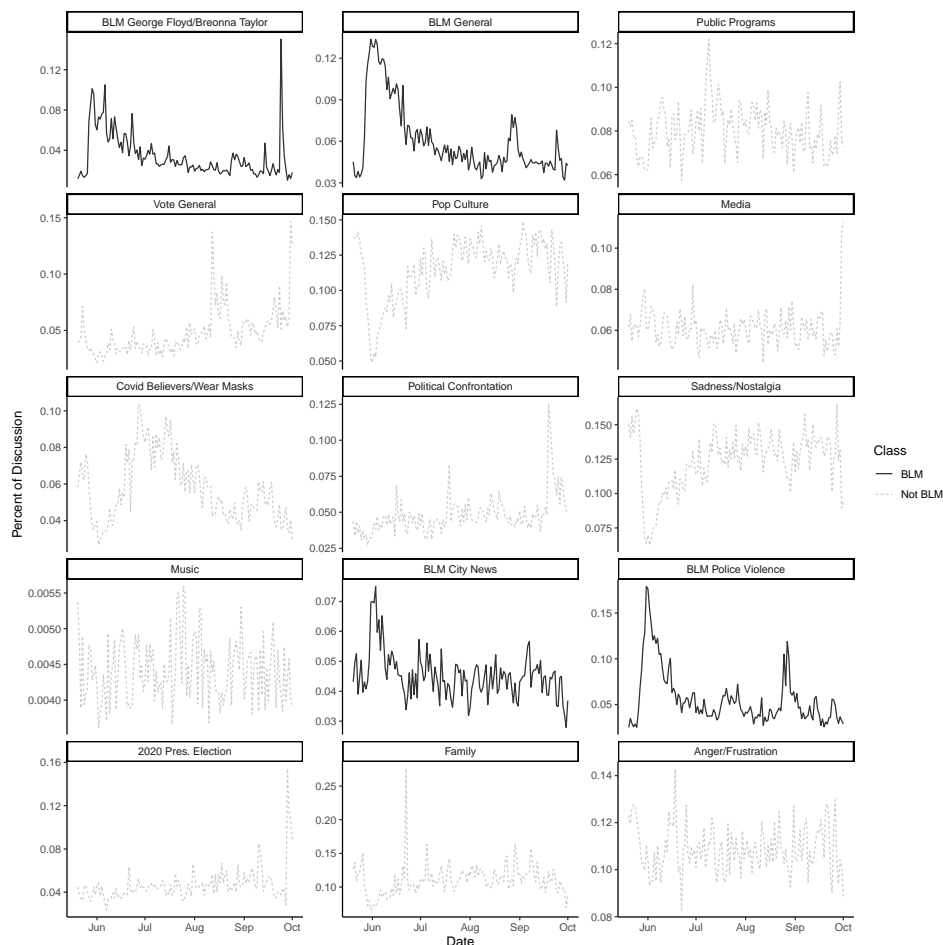 BLM George Floyd/Breonna Taylor
BLM General
Public Programs
0.12
0.08
0.04
0.12
0.09
0.06
0.03
0.12
0.10
0.08
0.06
Vote General
Pop Culture
Media
0.15
0.10
0.05
0.150
0.125
0.100
0.075
0.050
0.10
0.08
0.06
Covid Believers/Wear Masks
Political Confrontation
Sadness/Nostalgia
0.10
0.08
0.06
0.04
0.125
0.100
0.075
0.050
0.025
0.150
0.125
0.100
0.075
Music
BLM City News
BLM Police Violence
0.0055
0.0050
0.0045
0.0040
0.07
0.06
0.05
0.04
0.03
0.15
0.10
0.05
2020 Pres. Election
Family
Anger/Frustration
0.16
0.12
0.08
0.04
0.25
0.20
0.15
0.10
0.14
0.12
0.10
0.08
Jun Jul Aug Sep Oct
Jun Jul Aug Sep Oct
Jun Jul Aug Sep Oct
Date
Percent of Discussion
Class
BLM
Not BLM